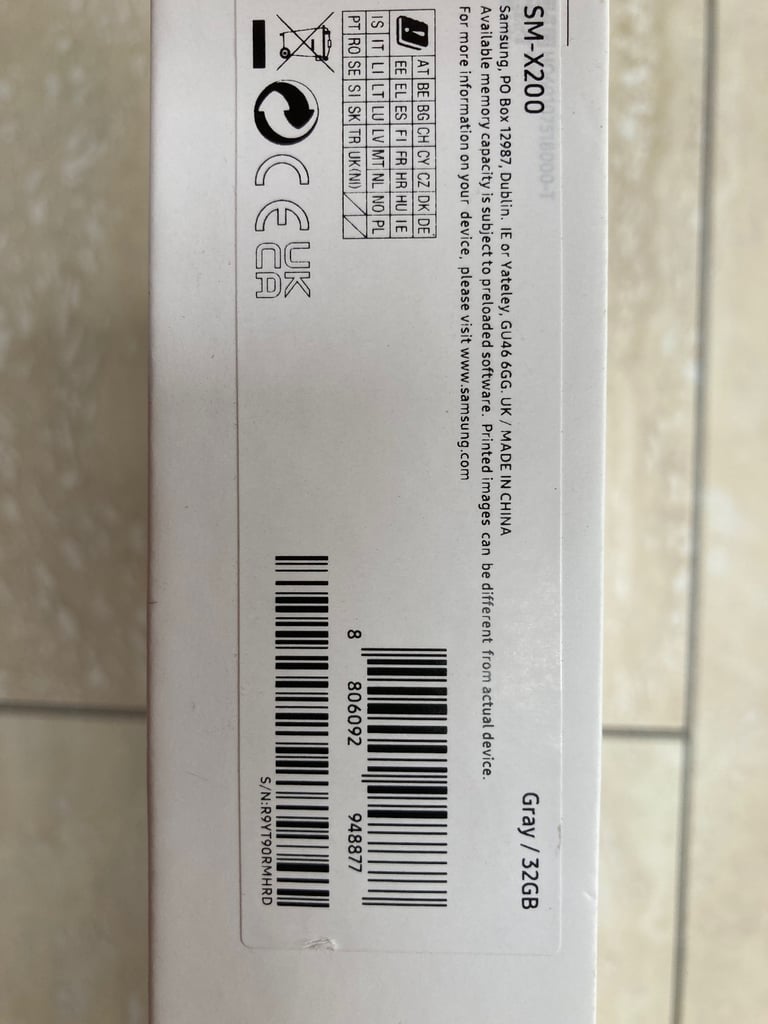 SM-X200
Gray / 32GB
Samsung, PO Box 12987, Dublin. IE or Yateley, GU46 6GG. UK / MADE IN CHINA
Available memory capacity is subject to preloaded software. Printed images can be different from actual device.
For more information on your device, please visit www.samsung.com
AT BE BG CH CY CZ DK DE
EE EL ES FI FR HR HU IE
IS IT LI LT LU LV MT NL NO PL
PT RO SE SI SK TR UK(NI)
CE
UK
CA
8 806092 948877
S/N:R9YT90RMHRD